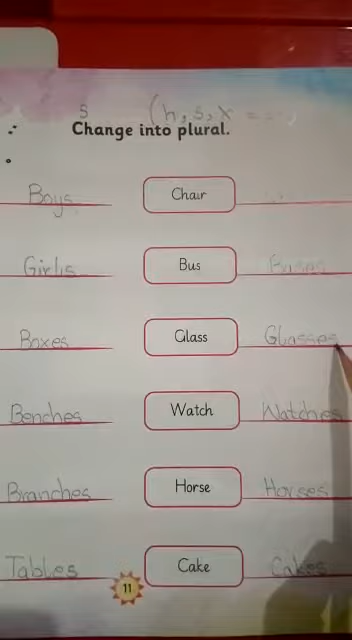 s (h, s, x =
Change into plural.
Boys Chair
Girls Bus Buses
Boxes Glass Glasses
Benches Watch Watches
Branches Horse Horses
Tables Cake Cakes
11